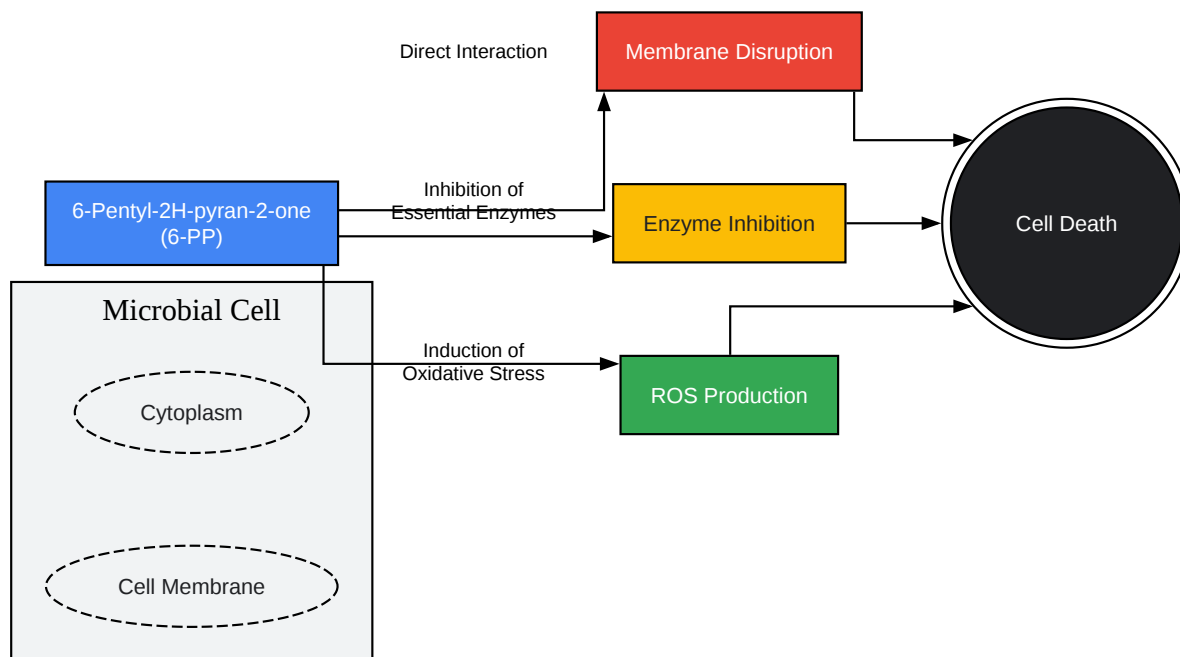 Direct Interaction
Membrane Disruption
6-Pentyl-2H-pyran-2-one
(6-PP)
Inhibition of
Essential Enzymes
Enzyme Inhibition
Cell Death
Microbial Cell
Induction of
Oxidative Stress
ROS Production
Cytoplasm
Cell Membrane